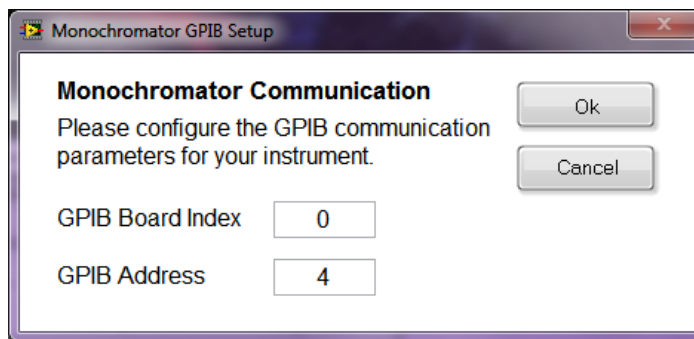 Monochromator GPIB Setup
Monochromator Communication
Please configure the GPIB communication
parameters for your instrument.
Ok
Cancel
GPIB Board Index 0
GPIB Address 4